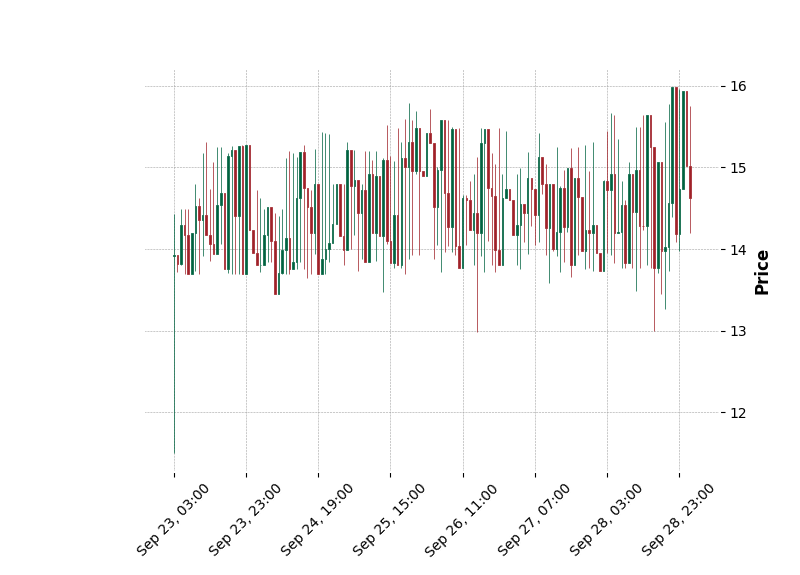 16
15
14
13
12
Price
Sep 23, 03:00
Sep 23, 23:00
Sep 24, 19:00
Sep 25, 15:00
Sep 26, 11:00
Sep 27, 07:00
Sep 28, 03:00
Sep 28, 23:00